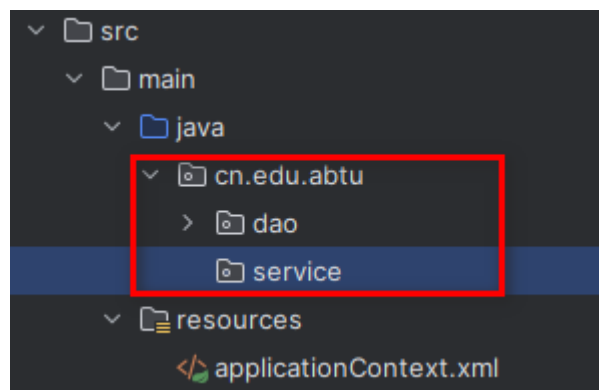 src
main
java
cn.edu.abtu
dao
service
resources
applicationContext.xml